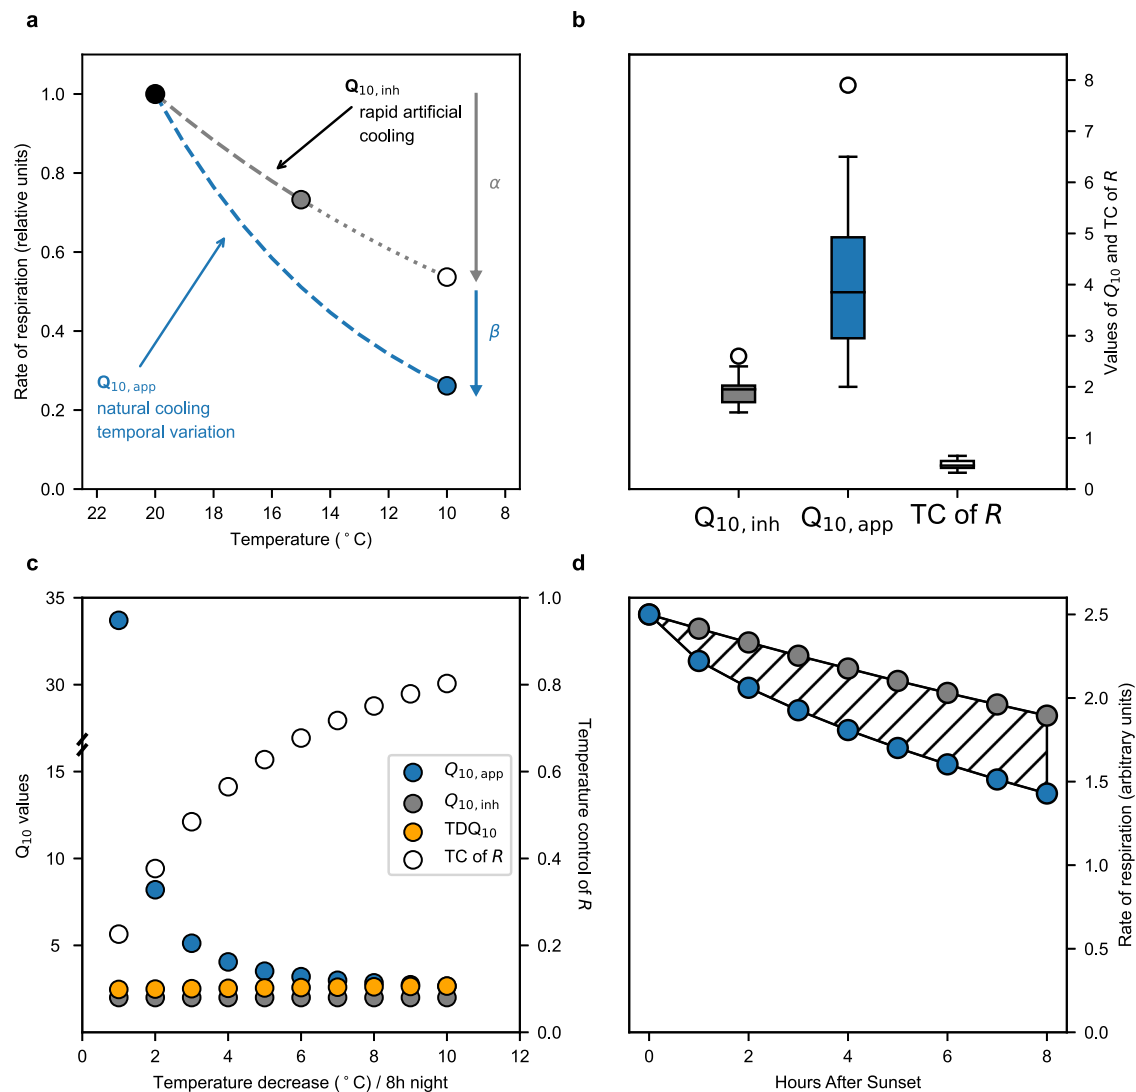 a
Rate of respiration (relative units)
1.0
0.8
0.6
0.4
0.2
0.0
22 20 18 16 14 12 10 8
Temperature (°C)
Q10, inh
rapid artificial
cooling
α
β
Q10, app
natural cooling
temporal variation
b
8
7
6
5
4
3
2
1
0
Values of Q10 and TC of R
Q10, inh Q10, app TC of R
c
Q10 values
35
30
15
10
5
1.0
0.8
0.6
0.4
0.2
0.0
Temperature control of R
Q10, app
Q10, inh
TDQ10
TC of R
0 2 4 6 8 10 12
Temperature decrease (°C) / 8h night
d
2.5
2.0
1.5
1.0
0.5
0.0
Rate of respiration (arbitrary units)
0 2 4 6 8
Hours After Sunset